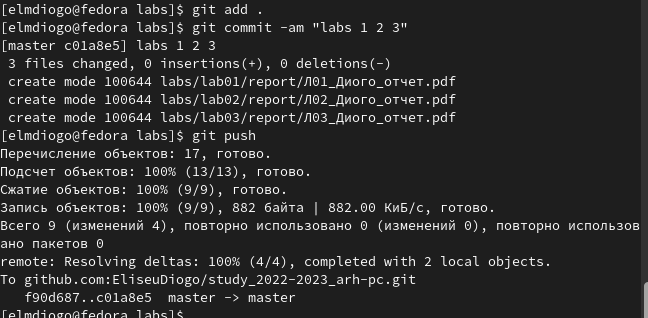 [elmdiogo@fedora labs]$ git add .
[elmdiogo@fedora labs]$ git commit -am "labs 1 2 3"
[master c01a8e5] labs 1 2 3
 3 files changed, 0 insertions(+), 0 deletions(-)
 create mode 100644 labs/lab01/report/Л01_Диого_отчет.pdf
 create mode 100644 labs/lab02/report/Л02_Диого_отчет.pdf
 create mode 100644 labs/lab03/report/Л03_Диого_отчет.pdf
[elmdiogo@fedora labs]$ git push
Перечисление объектов: 17, готово.
Подсчет объектов: 100% (13/13), готово.
Сжатие объектов: 100% (9/9), готово.
Запись объектов: 100% (9/9), 882 байта | 882.00 КиБ/с, готово.
Всего 9 (изменений 4), повторно использовано 0 (изменений 0), повторно использов
ано пакетов 0
remote: Resolving deltas: 100% (4/4), completed with 2 local objects.
To github.com:EliseuDiogo/study_2022-2023_arh-pc.git
   f90d687..c01a8e5  master -> master
[elmdiogo@fedora labs]$